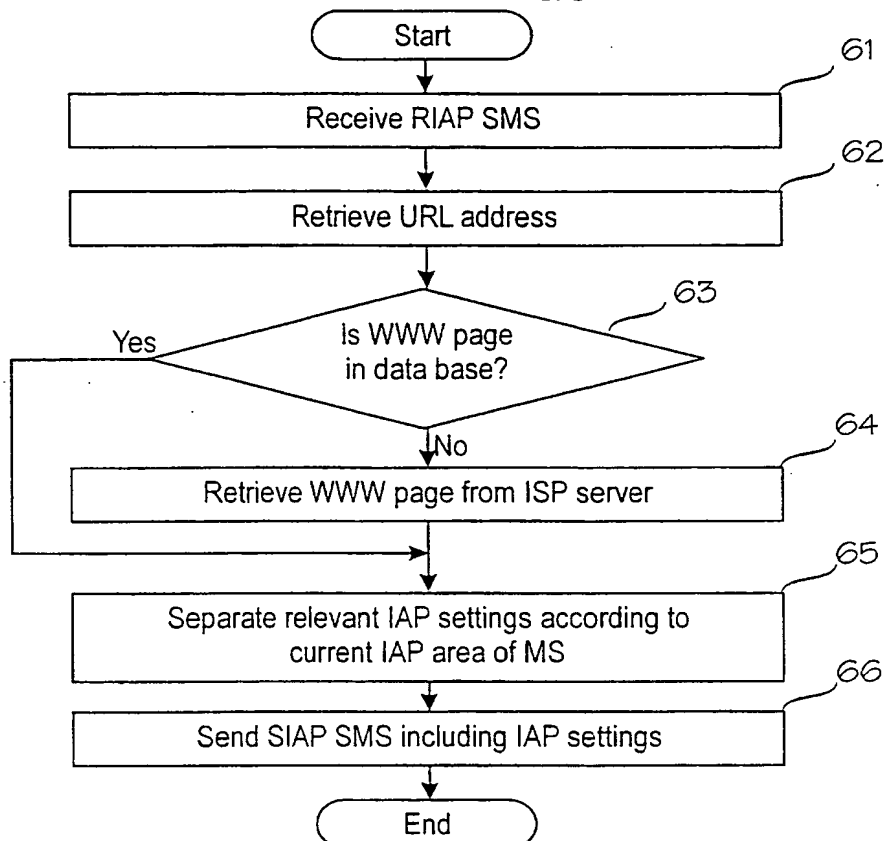 Start
61
Receive RIAP SMS
62
Retrieve URL address
63
Is WWW page
in data base?
Yes
No
64
Retrieve WWW page from ISP server
65
Separate relevant IAP settings according to
current IAP area of MS
66
Send SIAP SMS including IAP settings
End